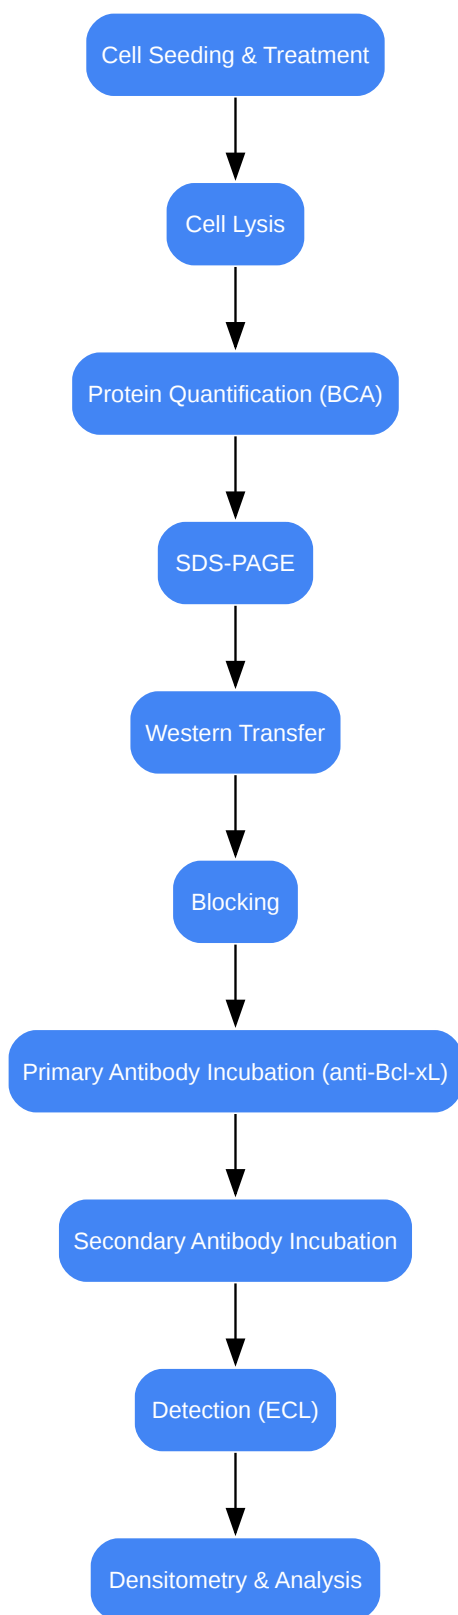 Cell Seeding & Treatment
Cell Lysis
Protein Quantification (BCA)
SDS-PAGE
Western Transfer
Blocking
Primary Antibody Incubation (anti-Bcl-xL)
Secondary Antibody Incubation
Detection (ECL)
Densitometry & Analysis